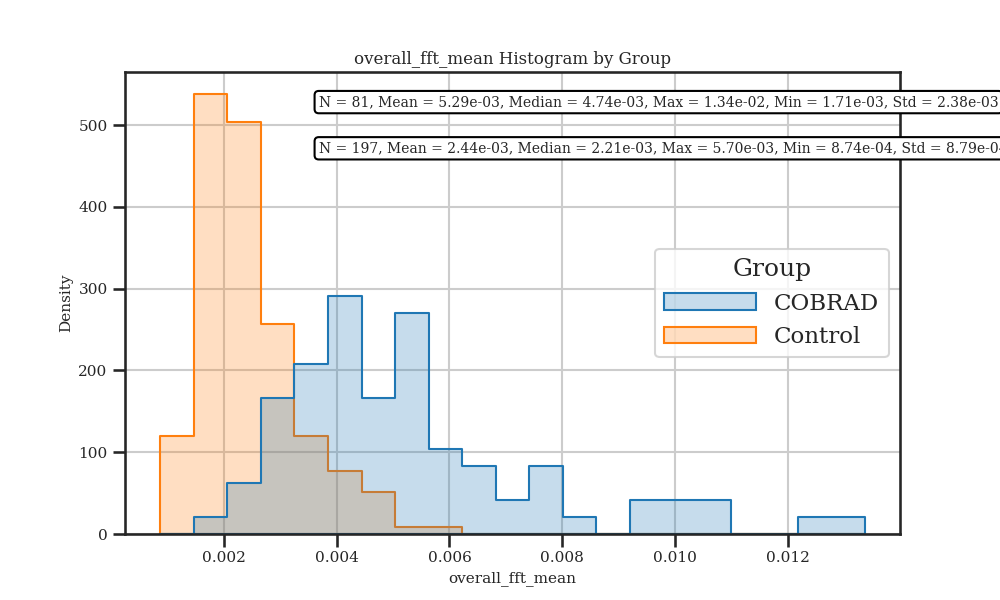 overall_fft_mean Histogram by Group
N = 81, Mean = 5.29e-03, Median = 4.74e-03, Max = 1.34e-02, Min = 1.71e-03, Std = 2.38e-03
N = 197, Mean = 2.44e-03, Median = 2.21e-03, Max = 5.70e-03, Min = 8.74e-04, Std = 8.79e-0
500
400
300
200
100
0
Density
Group
COBRAD
Control
0.002 0.004 0.006 0.008 0.010 0.012
overall_fft_mean